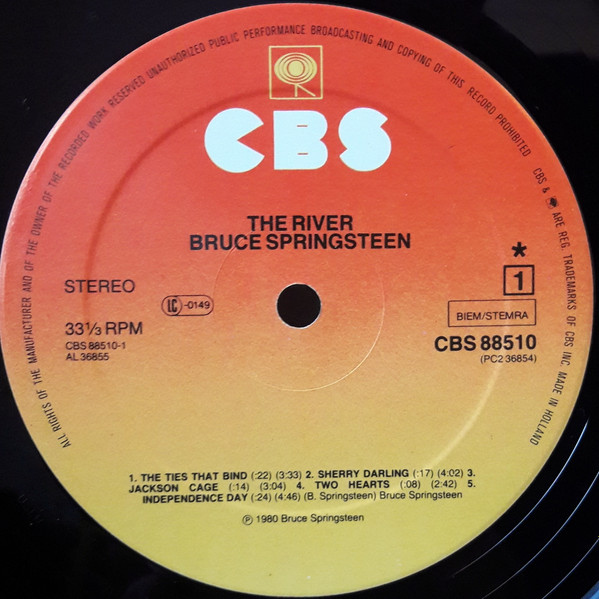 ALL RIGHTS OF THE MANUFACTURER AND OF THE OWNER OF THE RECORDED WORK RESERVED UNAUTHORIZED PUBLIC PERFORMANCE BROADCASTING AND COPYING OF THIS RECORD PROHIBITED CBS & ARE REG. TRADEMARKS OF CBS INC. MADE IN HOLLAND
CBS
THE RIVER
BRUCE SPRINGSTEEN
STEREO
LC -0149
33⅓ RPM
CBS 88510-1
AL 36855
*
1
BIEM/STEMRA
CBS 88510
(PC2 36854)
1. THE TIES THAT BIND (:22) (3:33) 2. SHERRY DARLING (:17) (4:02) 3.
JACKSON CAGE (:14) (3:04) 4. TWO HEARTS (:08) (2:42) 5.
INDEPENDENCE DAY (:24) (4:46) (B. Springsteen) Bruce Springsteen
℗ 1980 Bruce Springsteen